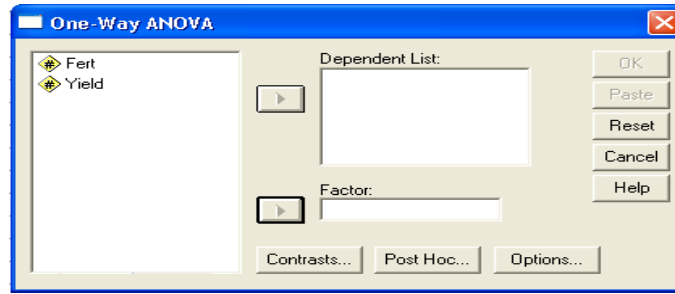 One-Way ANOVA
Fert
Yield
Dependent List:
Factor:
OK
Paste
Reset
Cancel
Help
Contrasts... Post Hoc... Options...